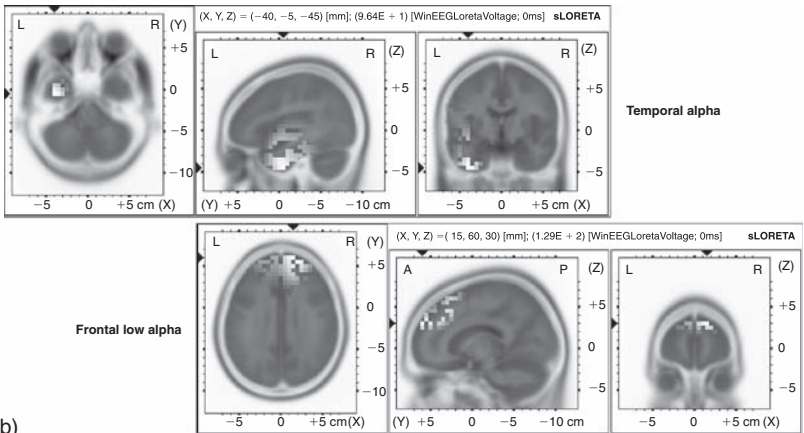 (X, Y, Z) = (−40, −5, −45) [mm]; (9.64E + 1) [WinEEGLoretaVoltage; 0ms] sLORETA
L R (Y)
+5
0
−5
−10
−5 0 +5 cm (X)
L R (Z)
+5
0
−5
(Y) +5 0 −5 −10 cm
L R (Z)
+5
0
−5
−5 0 +5 cm (X)
Temporal alpha
Frontal low alpha
L R (Y)
+5
0
−5
−10
−5 0 +5 cm(X)
(X, Y, Z) =( 15, 60, 30) [mm]; (1.29E + 2) [WinEEGLoretaVoltage; 0ms] sLORETA
A P (Z)
+5
0
−5
(Y) +5 0 −5 −10 cm
L R (Z)
+5
0
−5
−5 0 +5 cm (X)
b)